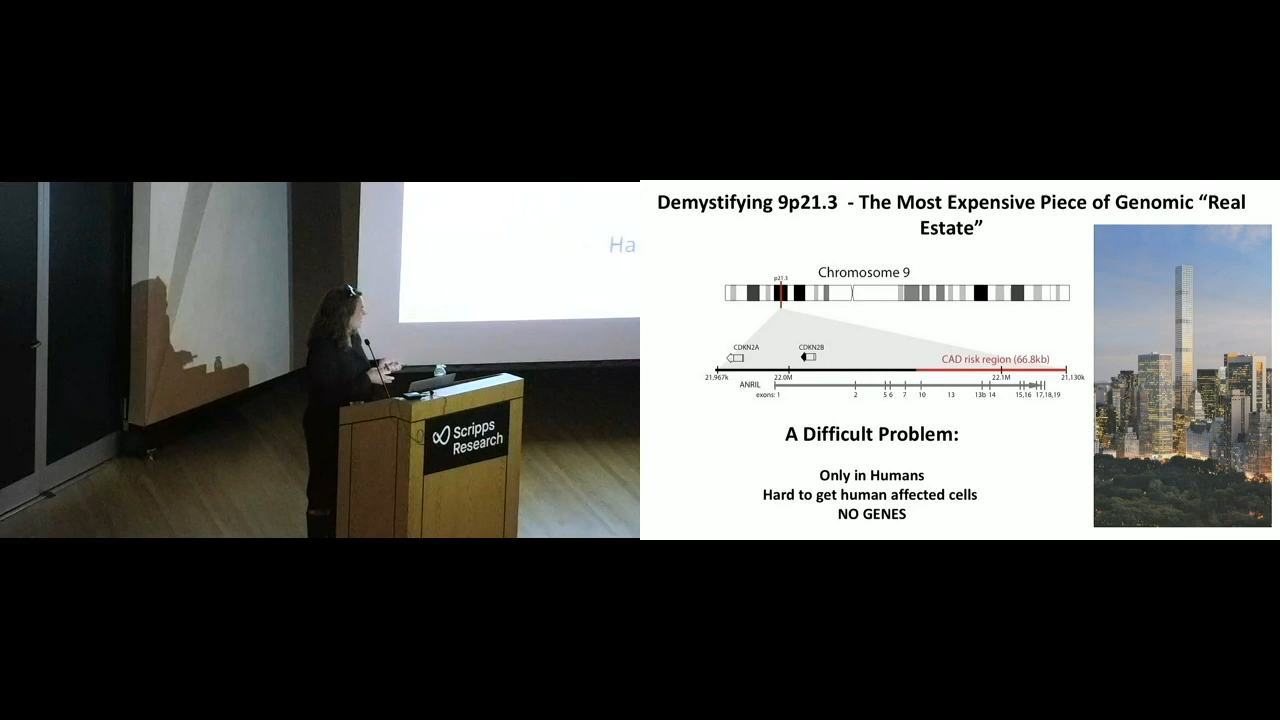 Ha
Scripps
Research
Demystifying 9p21.3 - The Most Expensive Piece of Genomic “Real
Estate”
Chromosome 9
p21.3
CDKN2A
CDKN2B
CAD risk region (66.8kb)
21,967k
22.0M
22.1M
21,130k
ANRIL
exons: 1
2
5 6
7
10
13
13b 14
15,16
17,18,19
A Difficult Problem:
Only in Humans
Hard to get human affected cells
NO GENES